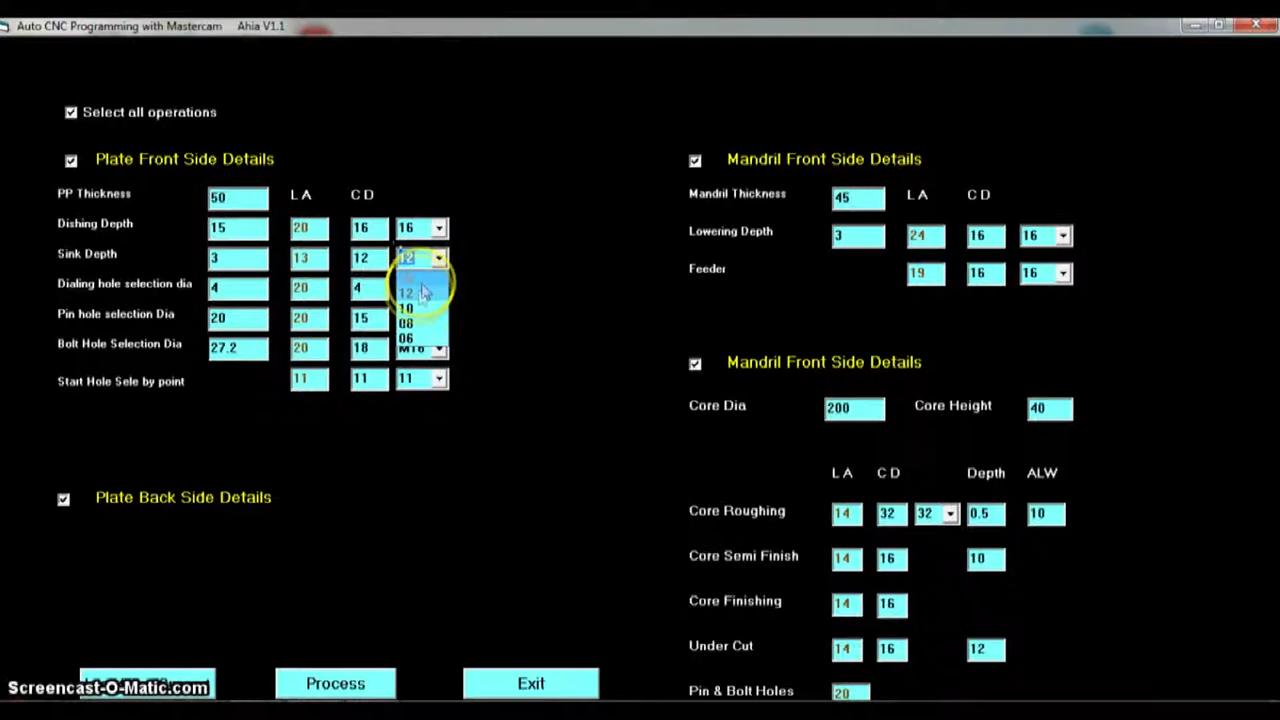 Auto CNC Programming with Mastercam Ahia V1.1
Select all operations
Plate Front Side Details
PP Thickness 50 L A C D
Dishing Depth 15 20 16 16
Sink Depth 3 13 12 12
Dialing hole selection dia 4 20 4
12
10
08
06
Pin hole selection Dia 20 20 15
Bolt Hole Selection Dia 27.2 20 18
Start Hole Sele by point 11 11 11
Plate Back Side Details
Mandril Front Side Details
Mandril Thickness 45 L A C D
Lowering Depth 3 24 16 16
Feeder 19 16 16
Mandril Front Side Details
Core Dia 200 Core Height 40
L A C D Depth ALW
Core Roughing 14 32 32 0.5 10
Core Semi Finish 14 16 10
Core Finishing 14 16
Under Cut 14 16 12
Pin & Bolt Holes 20
Process Exit
Screencast-O-Matic.com